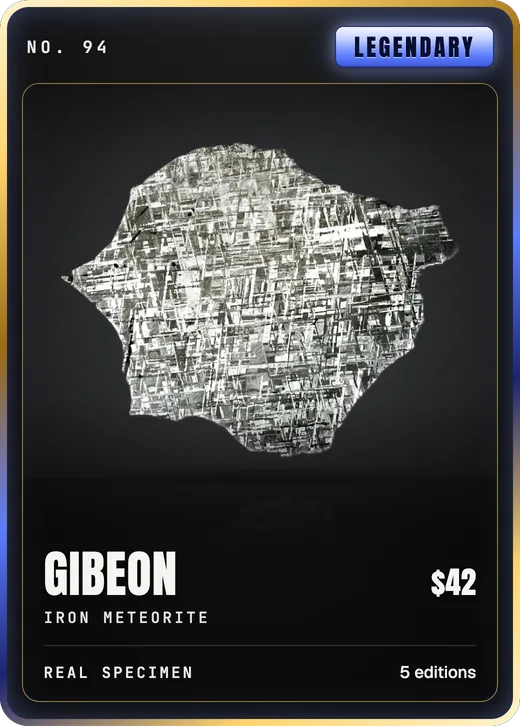 NO. 94
LEGENDARY
GIBEON
$42
IRON METEORITE
REAL SPECIMEN
5 editions